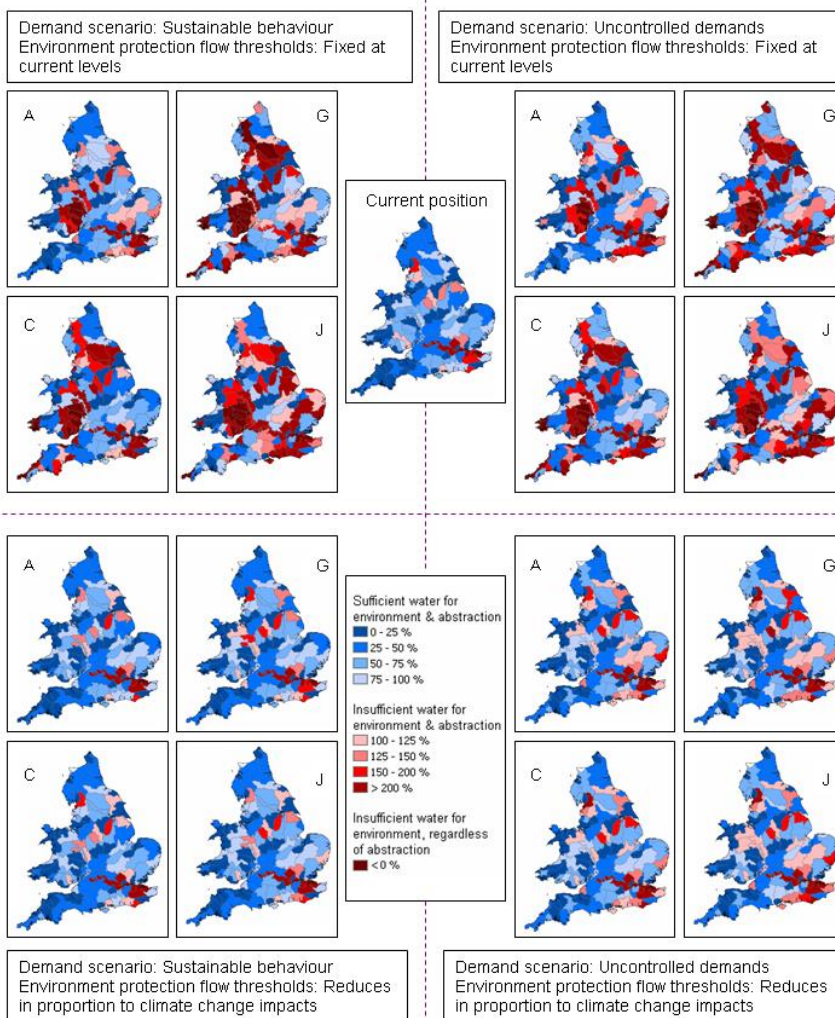 Demand scenario: Sustainable behaviour
Environment protection flow thresholds: Fixed at
current levels
Demand scenario: Uncontrolled demands
Environment protection flow thresholds: Fixed at
current levels
A
G
C
J
Current position
A
G
C
J
A
G
C
J
Sufficient water for
environment & abstraction
0 - 25 %
25 - 50 %
50 - 75 %
75 - 100 %
Insufficient water for
environment & abstraction
100 - 125 %
125 - 150 %
150 - 200 %
> 200 %
Insufficient water for
environment, regardless
of abstraction
<0 %
A
G
C
J
Demand scenario: Sustainable behaviour
Environment protection flow thresholds: Reduces
in proportion to climate change impacts
Demand scenario: Uncontrolled demands
Environment protection flow thresholds: Reduces
in proportion to climate change impacts